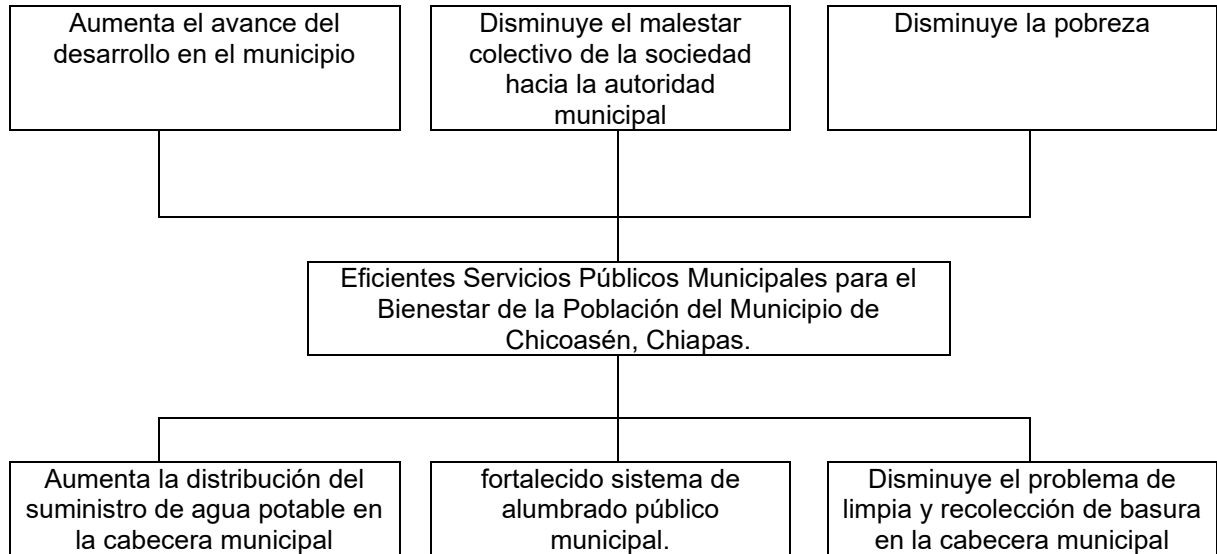 Aumenta el avance del
desarrollo en el municipio
Disminuye el malestar
colectivo de la sociedad
hacia la autoridad
municipal
Disminuye la pobreza
Eficientes Servicios Públicos Municipales para el
Bienestar de la Población del Municipio de
Chicoasén, Chiapas.
Aumenta la distribución del
suministro de agua potable en
la cabecera municipal
fortalecido sistema de
alumbrado público
municipal.
Disminuye el problema de
limpia y recolección de basura
en la cabecera municipal